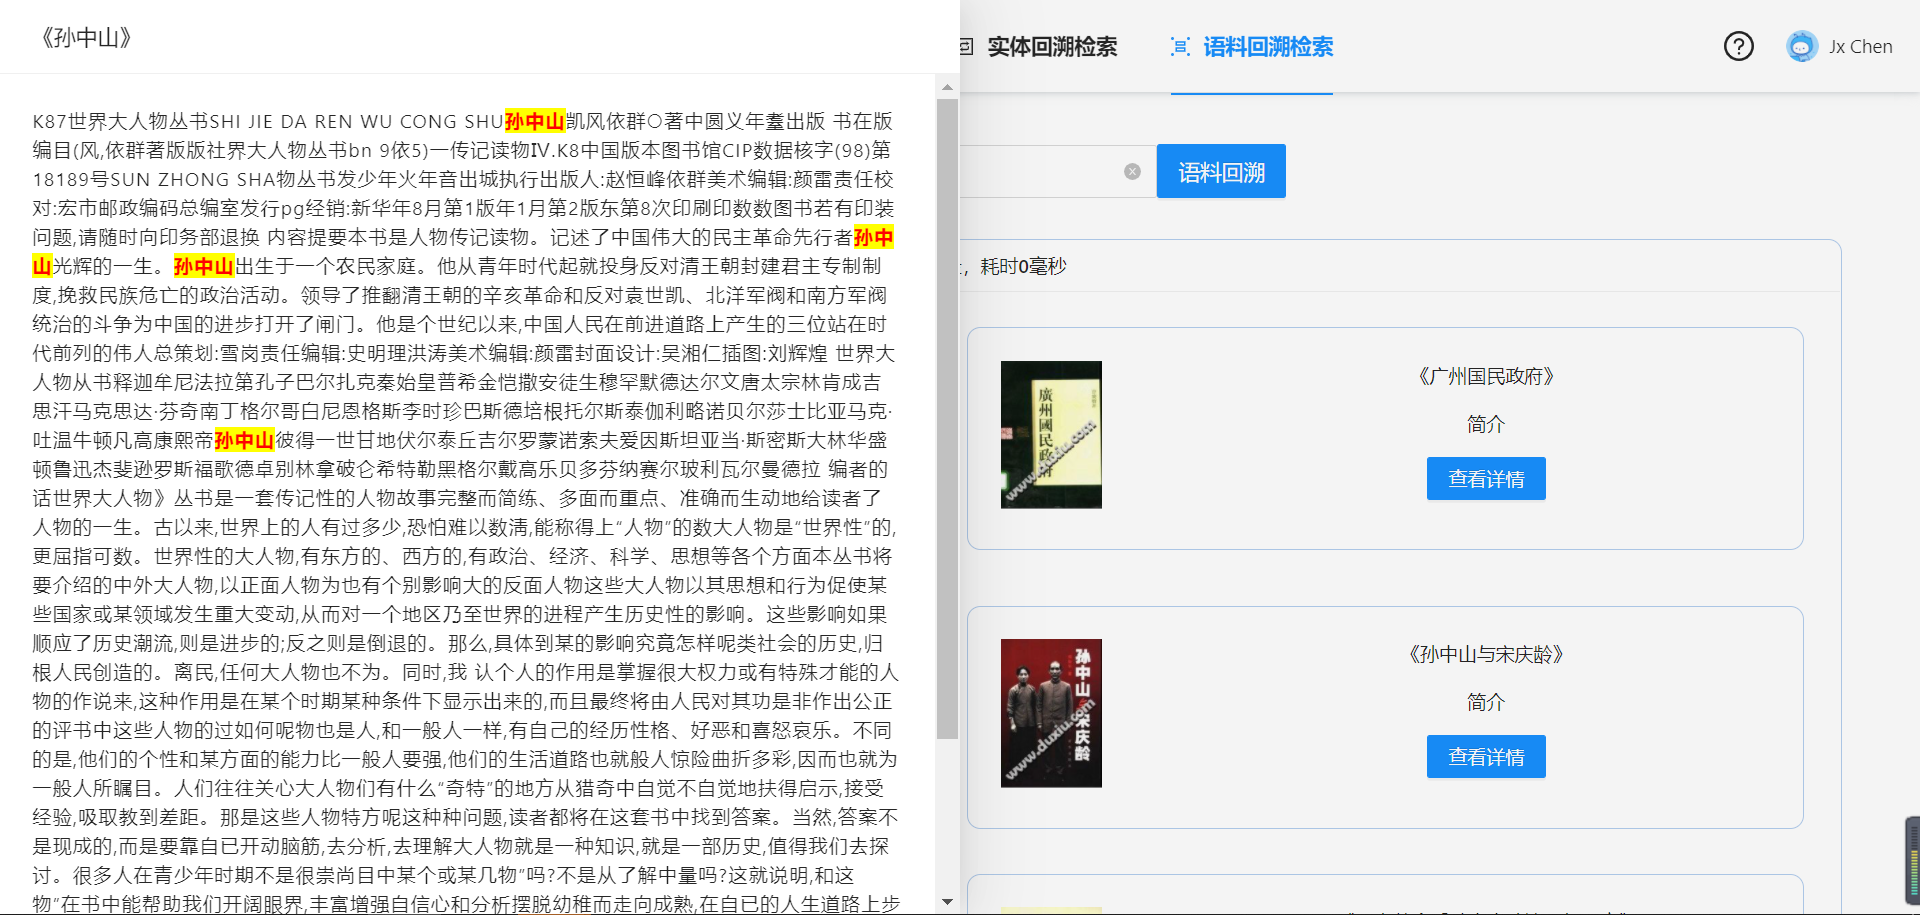 《孙中山》
K87世界大人物丛书SHI JIE DA REN WU CONG SHU孙中山凯风依群〇著中圆义年鑋出版 书在版
编目(风,依群著版版社界大人物丛书bn 9依5)一传记读物Ⅳ.K8中国版本图书馆CIP数据核字(98)第
18189号SUN ZHONG SHA物丛书发少年火年音出城执行出版人:赵恒峰依群美术编辑:颜雷责任校
对:宏市邮政编码总编室发行pg经销:新华年8月第1版年1月第2版东第8次印刷印数数图书若有印装
问题,请随时向印务部退换 内容提要本书是人物传记读物。记述了中国伟大的民主革命先行者孙中
山光辉的一生。孙中山出生于一个农民家庭。他从青年时代起就投身反对清王朝封建君主专制制
度,挽救民族危亡的政治活动。领导了推翻清王朝的辛亥革命和反对袁世凯、北洋军阀和南方军阀
统治的斗争为中国的进步打开了闸门。他是个世纪以来,中国人民在前进道路上产生的三位站在时
代前列的伟人总策划:雪岗责任编辑:史明理洪涛美术编辑:颜雷封面设计:吴湘仁插图:刘辉煌 世界大
人物从书释迦牟尼法拉第孔子巴尔扎克秦始皇普希金恺撒安徒生穆罕默德达尔文唐太宗林肯成吉
思汗马克思达·芬奇南丁格尔哥白尼恩格斯李时珍巴斯德培根托尔斯泰伽利略诺贝尔莎士比亚马克·
吐温牛顿凡高康熙帝孙中山彼得一世甘地伏尔泰丘吉尔罗蒙诺索夫爱因斯坦亚当·斯密斯大林华盛
顿鲁迅杰斐逊罗斯福歌德卓别林拿破仑希特勒黑格尔戴高乐贝多芬纳赛尔玻利瓦尔曼德拉 编者的
话世界大人物》丛书是一套传记性的人物故事完整而简练、多面而重点、准确而生动地给读者了
人物的一生。古以来,世界上的人有过多少,恐怕难以数清,能称得上“人物”的数大人物是“世界性”的,
更屈指可数。世界性的大人物,有东方的、西方的,有政治、经济、科学、思想等各个方面本丛书将
要介绍的中外大人物,以正面人物为也有个别影响大的反面人物这些大人物以其思想和行为促使某
些国家或某领域发生重大变动,从而对一个地区乃至世界的进程产生历史性的影响。这些影响如果
顺应了历史潮流,则是进步的;反之则是倒退的。那么,具体到某的影响究竟怎样呢类社会的历史,归
根人民创造的。离民,任何大人物也不为。同时,我 认个人的作用是掌握很大权力或有特殊才能的人
物的作说来,这种作用是在某个时期某种条件下显示出来的,而且最终将由人民对其功是非作出公正
的评书中这些人物的过如何呢物也是人,和一般人一样,有自己的经历性格、好恶和喜怒哀乐。不同
的是,他们的个性和某方面的能力比一般人要强,他们的生活道路也就般人惊险曲折多彩,因而也就为
一般人所瞩目。人们往往关心大人物们有什么“奇特”的地方从猎奇中自觉不自觉地扶得启示,接受
经验,吸取教到差距。那是这些人物特方呢这种种问题,读者都将在这套书中找到答案。当然,答案不
是现成的,而是要靠自已开动脑筋,去分析,去理解大人物就是一种知识,就是一部历史,值得我们去探
讨。很多人在青少年时期不是很崇尚目中某个或某几物”吗?不是从了解中量吗?这就说明,和这
物”在书中能帮助我们开阔眼界,丰富增强自信心和分析摆脱幼稚而走向成熟,在自已的人生道路上步
实体回溯检索
语料回溯检索
Jx Chen
语料回溯
，耗时0毫秒
廣州國民政府
www.duxiu.com
《广州国民政府》
简介
查看详情
孙中山与宋庆龄
www.duxiu.com
《孙中山与宋庆龄》
简介
查看详情